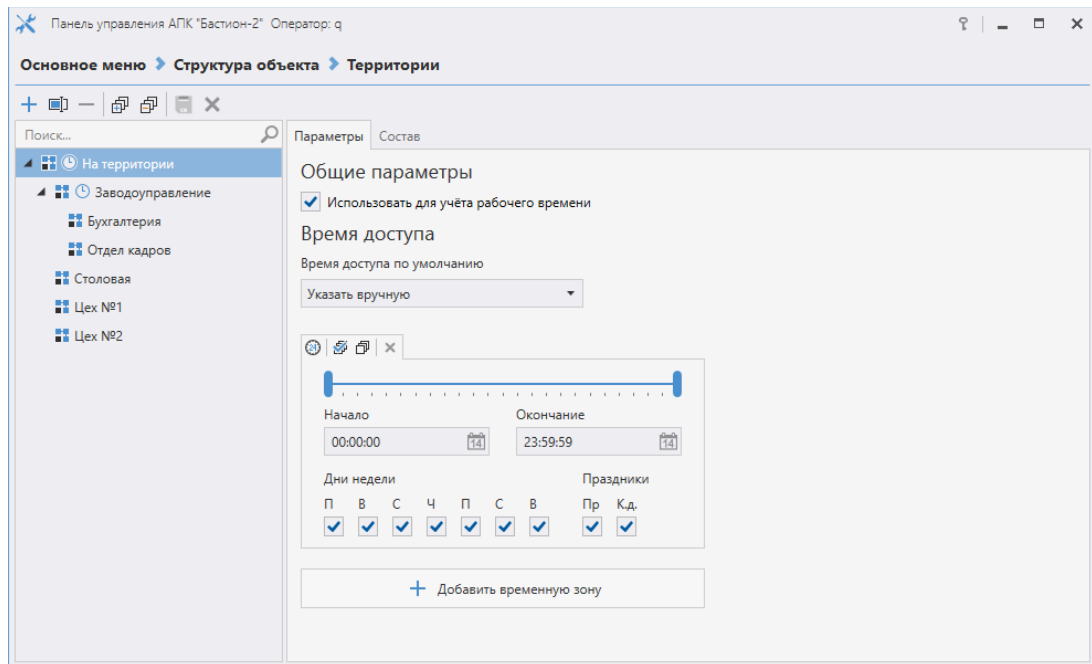 Панель управления АПК "Бастион-2" Оператор: q
Основное меню Структура объекта Территории
Поиск...
На территории
Заводоуправление
Бухгалтерия
Отдел кадров
Столовая
Цех №1
Цех №2
Параметры Состав
Общие параметры
Использовать для учёта рабочего времени
Время доступа
Время доступа по умолчанию
Указать вручную
24
Начало Окончание
00:00:00 14 23:59:59 14
Дни недели Праздники
П В С Ч П С В Пр К.д.
Добавить временную зону